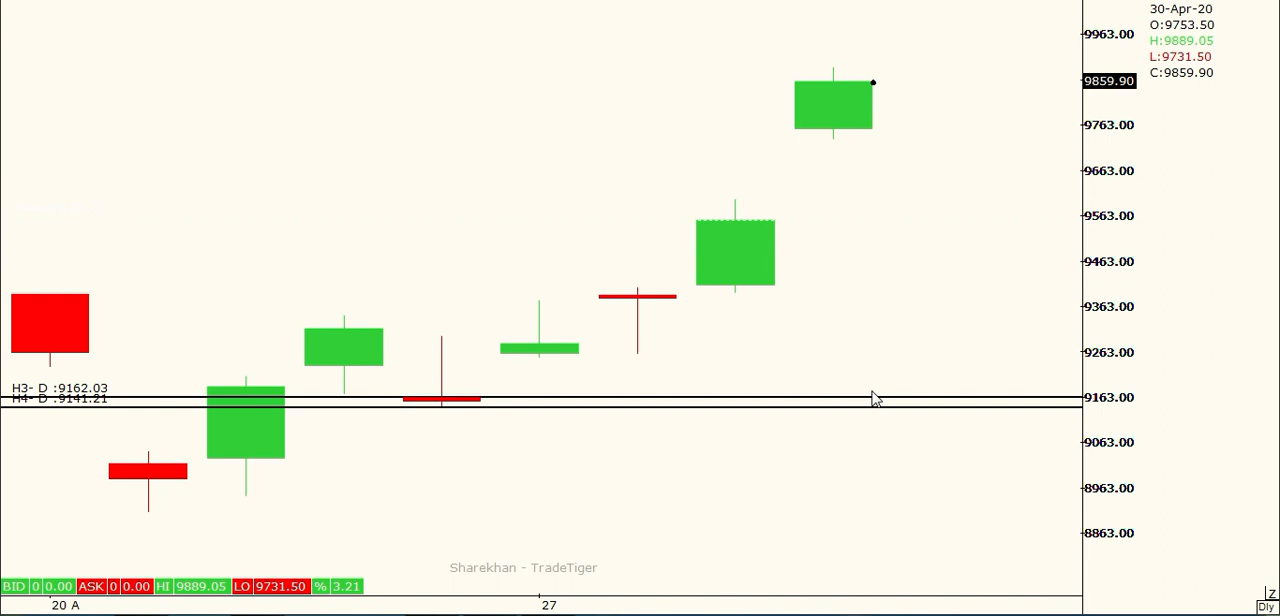 30-Apr-20
O:9753.50
H:9889.05
L:9731.50
C:9859.90
9963.00
9859.90
9763.00
9663.00
9563.00
9463.00
9363.00
9263.00
9163.00
9063.00
8963.00
8863.00
H3- D :9162.03
H4- D :9141.21
Sharekhan - TradeTiger
BID 0 0.00 ASK 0 0.00 HI 9889.05 LO 9731.50 % 3.21
20 A 27
Z
Dly